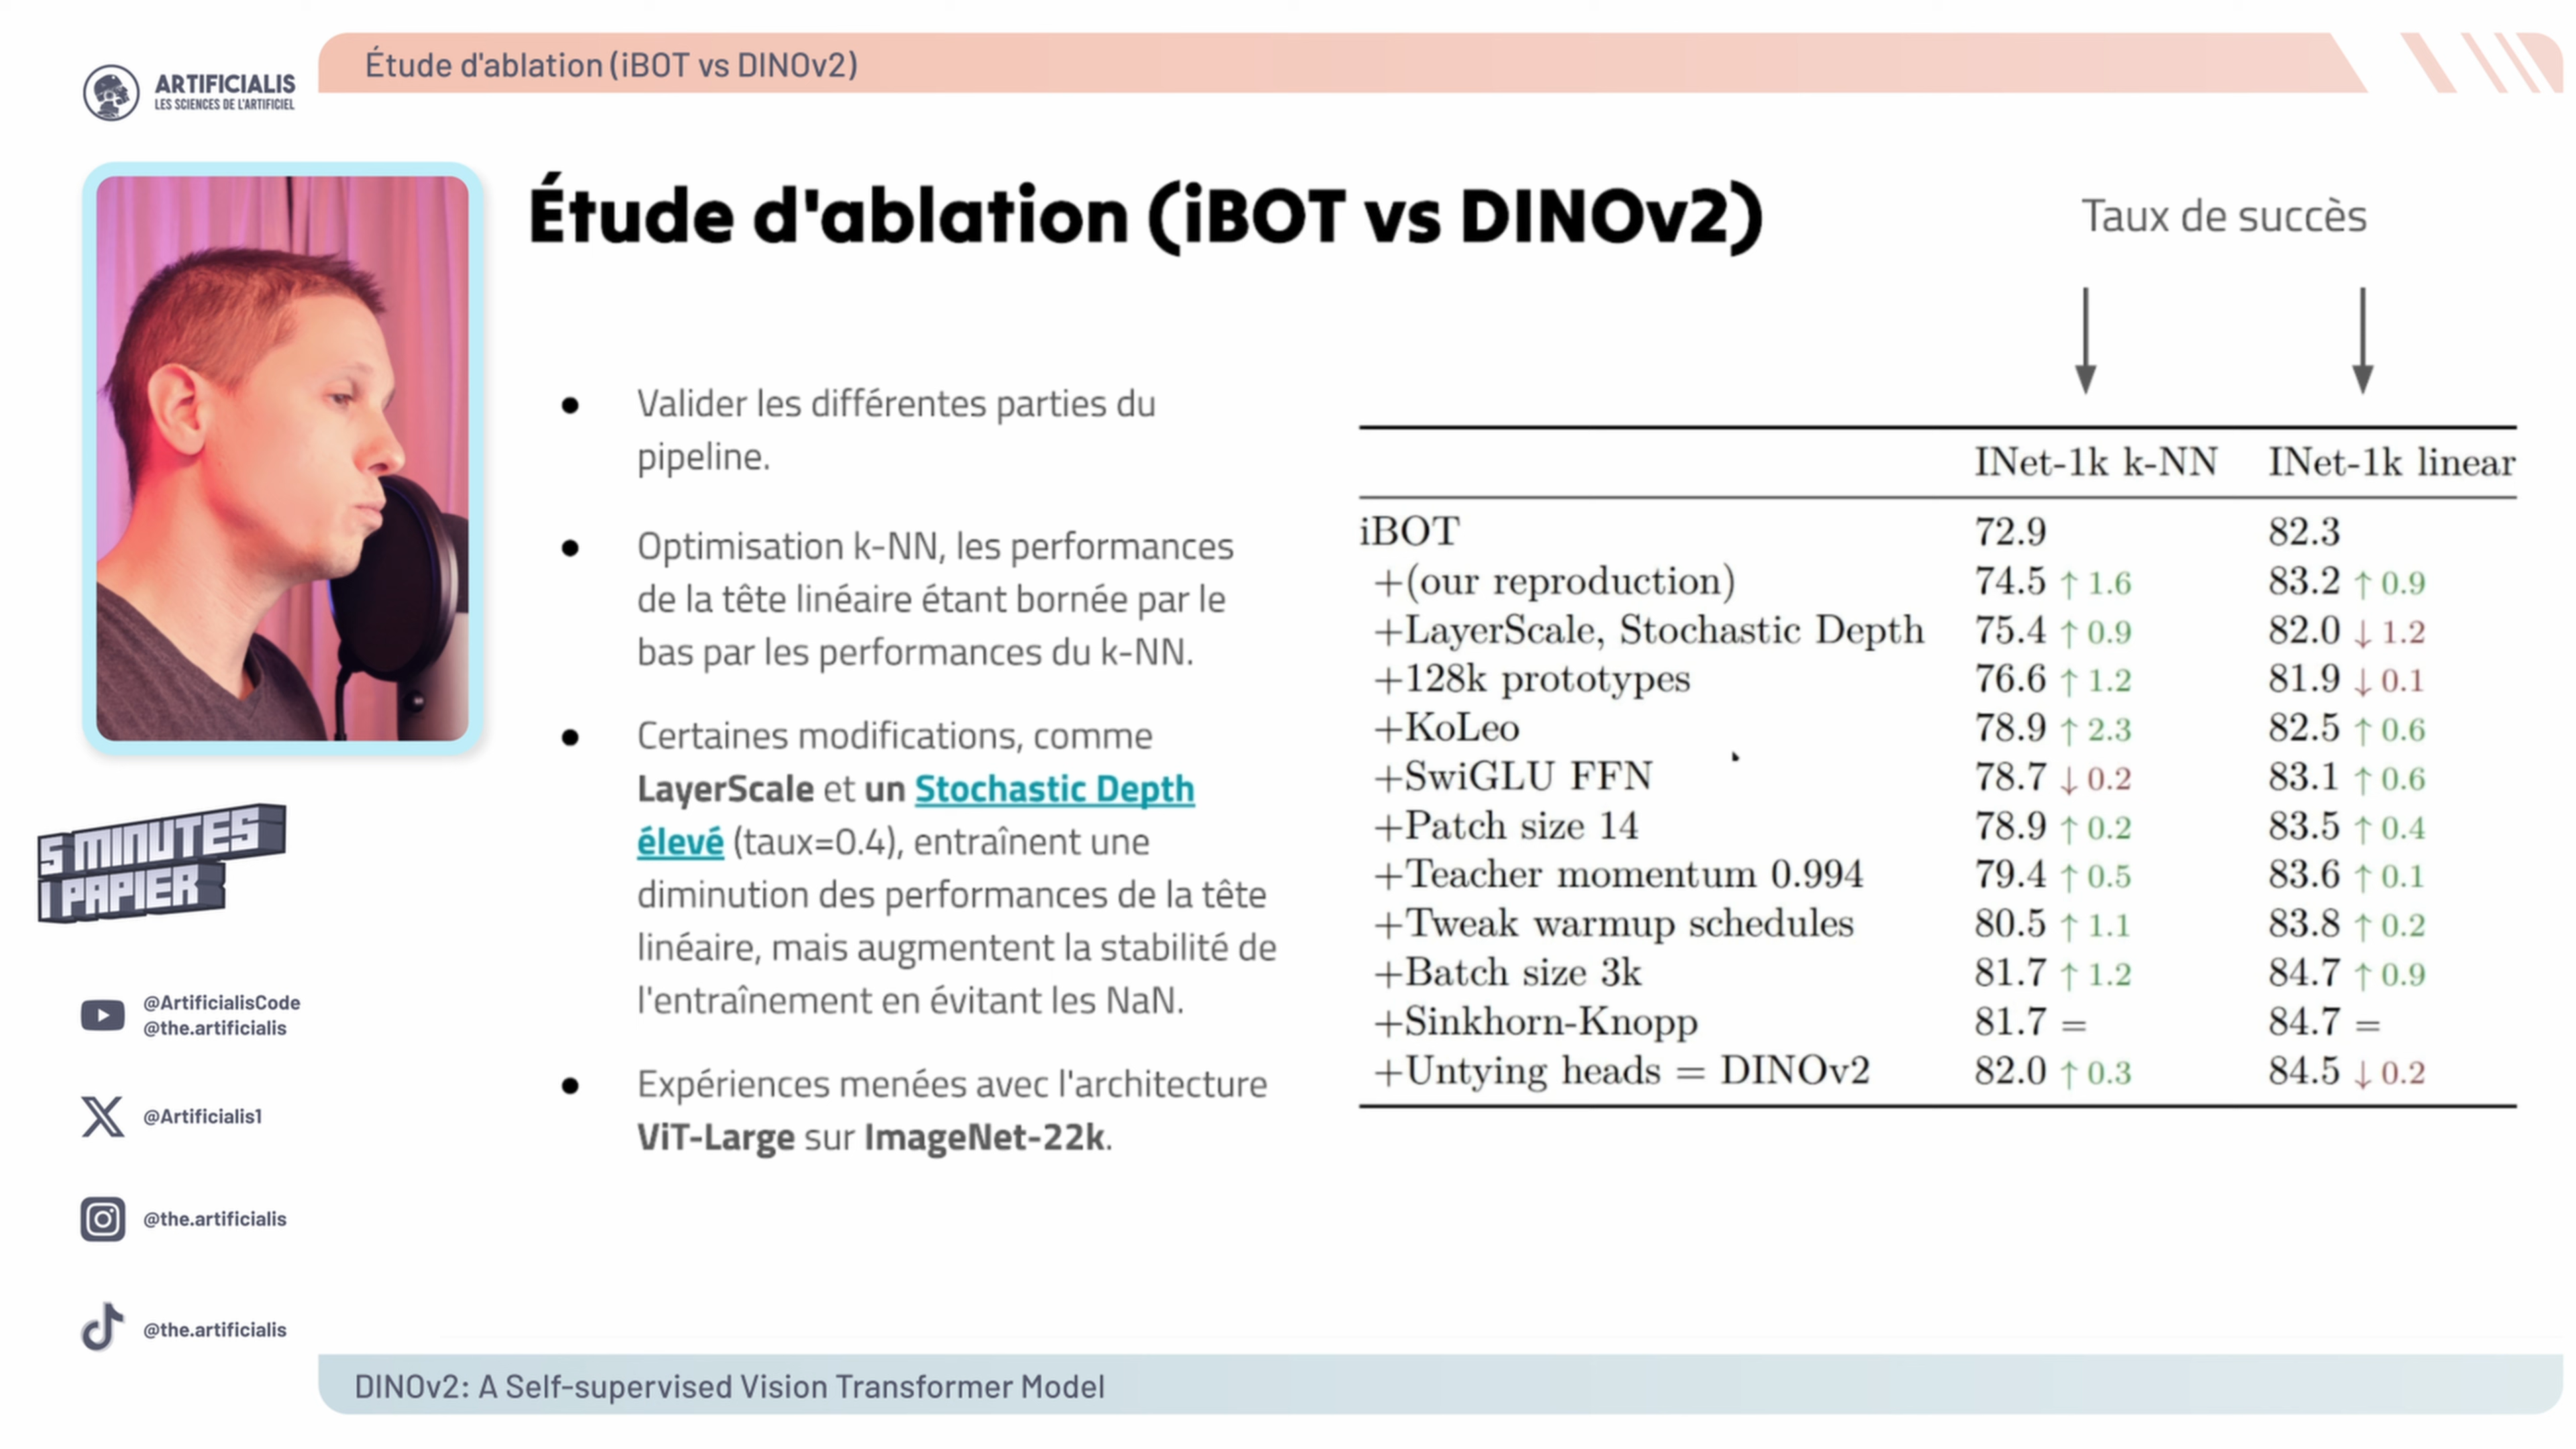 Étude d'ablation (iBOT vs DINOv2)
ARTIFICIALIS
LES SCIENCES DE L'ARTIFICIEL
Étude d'ablation (iBOT vs DINOv2)
Valider les différentes parties du
pipeline.
Optimisation k-NN, les performances
de la tête linéaire étant bornée par le
bas par les performances du k-NN.
Certaines modifications, comme
LayerScale et un Stochastic Depth
élevé (taux=0.4), entraînent une
diminution des performances de la tête
linéaire, mais augmentent la stabilité de
l'entraînement en évitant les NaN.
Expériences menées avec l'architecture
ViT-Large sur ImageNet-22k.
Taux de succès
INet-1k k-NN INet-1k linear
iBOT 72.9 82.3
+(our reproduction) 74.5 ↑ 1.6 83.2 ↑ 0.9
+LayerScale, Stochastic Depth 75.4 ↑ 0.9 82.0 ↓ 1.2
+128k prototypes 76.6 ↑ 1.2 81.9 ↓ 0.1
+KoLeo 78.9 ↑ 2.3 82.5 ↑ 0.6
+SwiGLU FFN 78.7 ↓ 0.2 83.1 ↑ 0.6
+Patch size 14 78.9 ↑ 0.2 83.5 ↑ 0.4
+Teacher momentum 0.994 79.4 ↑ 0.5 83.6 ↑ 0.1
+Tweak warmup schedules 80.5 ↑ 1.1 83.8 ↑ 0.2
+Batch size 3k 81.7 ↑ 1.2 84.7 ↑ 0.9
+Sinkhorn-Knopp 81.7 = 84.7 =
+Untying heads = DINOv2 82.0 ↑ 0.3 84.5 ↓ 0.2
5 MINUTES
1 PAPIER
@ArtificialisCode
@the.artificialis
@Artificialis1
@the.artificialis
@the.artificialis
DINOv2: A Self-supervised Vision Transformer Model